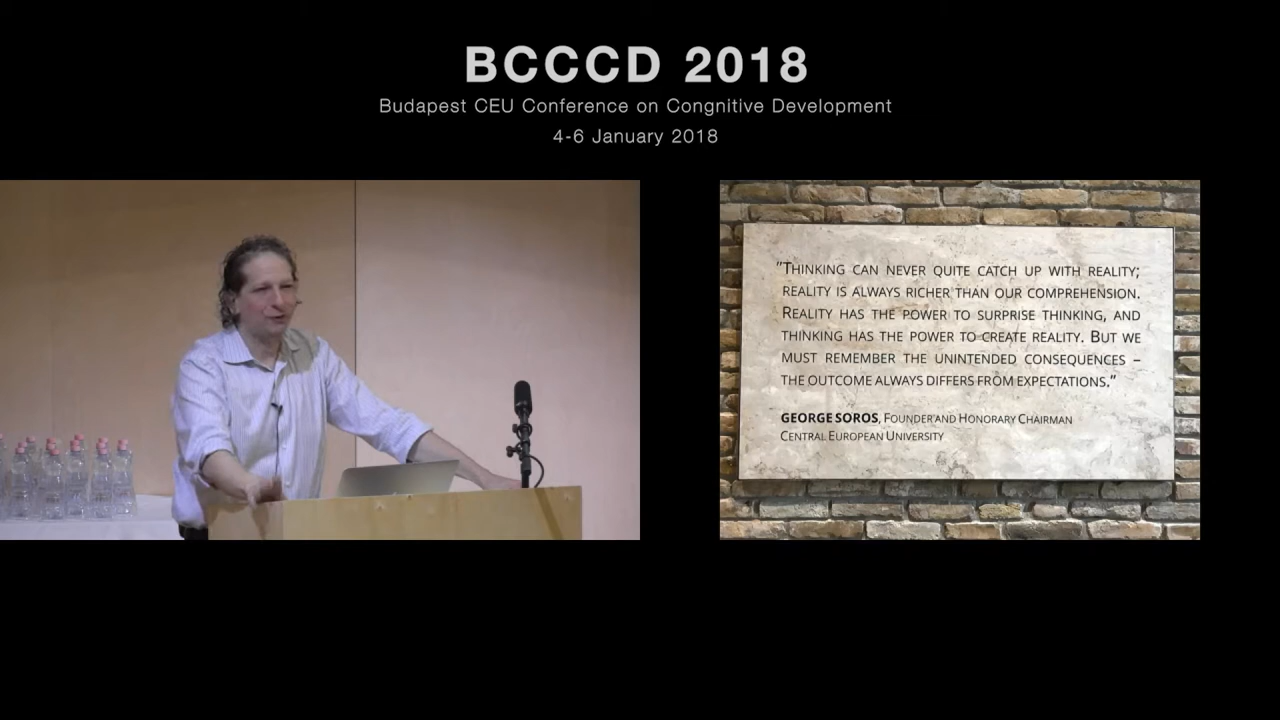 BCCCD 2018
Budapest CEU Conference on Congnitive Development
4-6 January 2018
"THINKING CAN NEVER QUITE CATCH UP WITH REALITY;
REALITY IS ALWAYS RICHER THAN OUR COMPREHENSION.
REALITY HAS THE POWER TO SURPRISE THINKING, AND
THINKING HAS THE POWER TO CREATE REALITY. BUT WE
MUST REMEMBER THE UNINTENDED CONSEQUENCES –
THE OUTCOME ALWAYS DIFFERS FROM EXPECTATIONS."
GEORGE SOROS, FOUNDER AND HONORARY CHAIRMAN
CENTRAL EUROPEAN UNIVERSITY